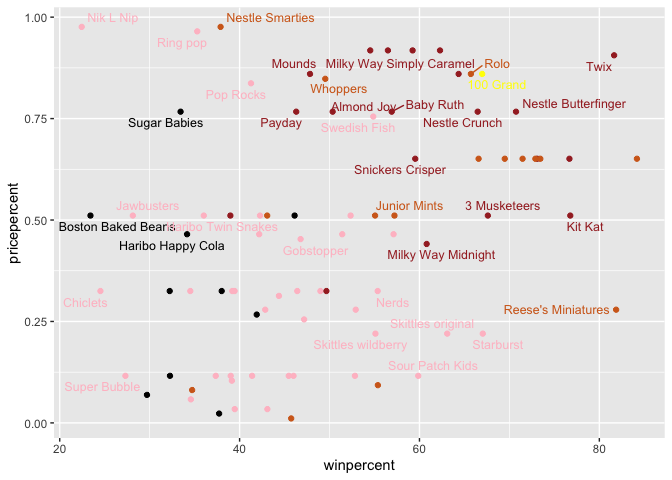 1.00
Nik L Nip
Nestle Smarties
Ring pop
Mounds
Milky Way Simply Caramel
Rolo
Twix
Pop Rocks
Whoppers
100 Grand
Almond Joy
Baby Ruth
Nestle Butterfinger
0.75
Sugar Babies
Payday
Swedish Fish
Nestle Crunch
Snickers Crisper
pricepercent
0.50
Jawbusters
Junior Mints
3 Musketeers
Boston Baked Beans
Haribo Twin Snakes
Kit Kat
Haribo Happy Cola
Gobstopper
Milky Way Midnight
0.25
Chiclets
Nerds
Reese's Miniatures
Skittles original
Skittles wildberry
Starburst
Super Bubble
Sour Patch Kids
0.00
20
40
60
80
winpercent